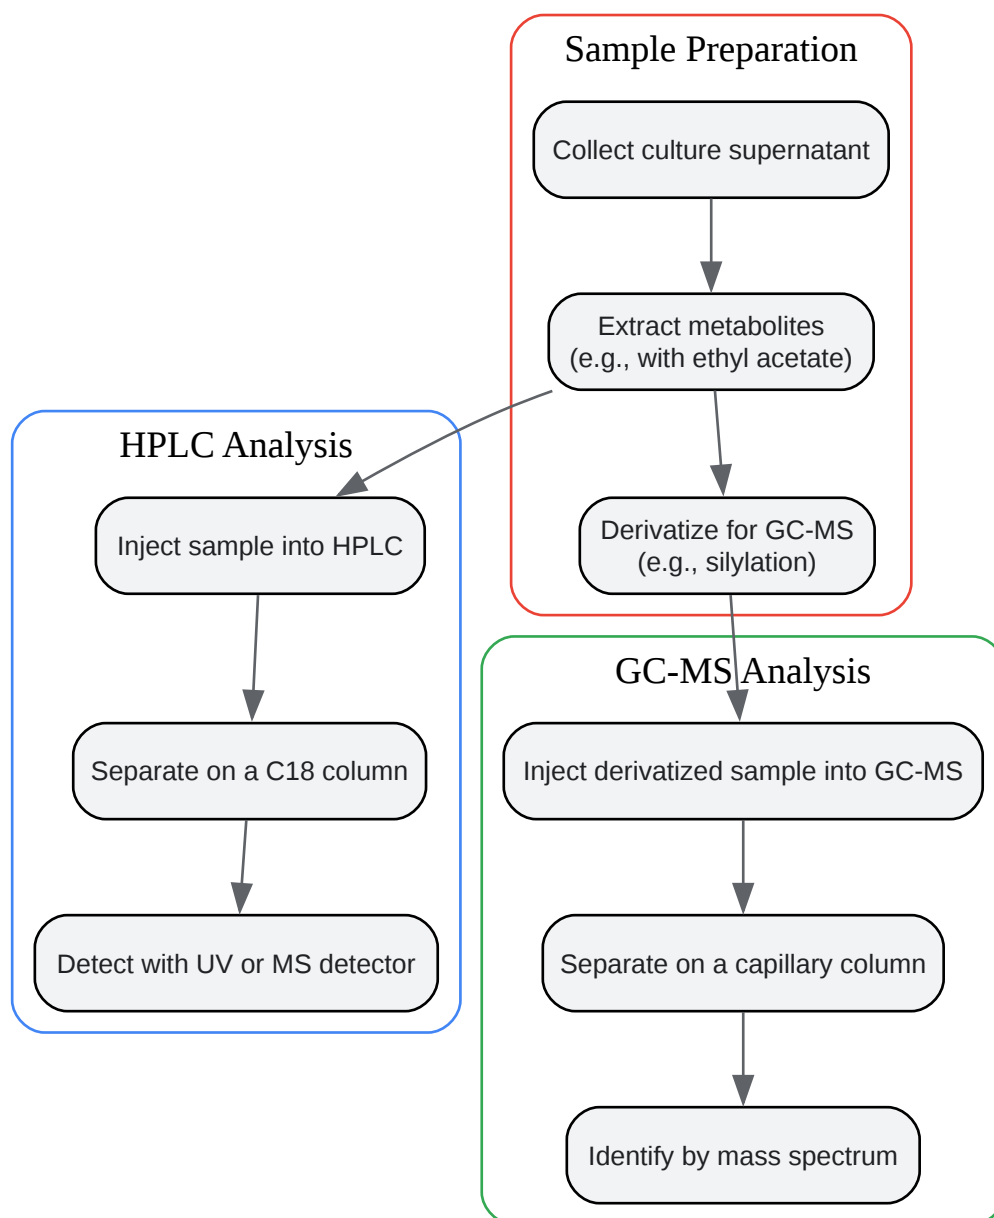 Sample Preparation
Collect culture supernatant
Extract metabolites
(e.g., with ethyl acetate)
Derivatize for GC-MS
(e.g., silylation)
HPLC Analysis
Inject sample into HPLC
Separate on a C18 column
Detect with UV or MS detector
GC-MS Analysis
Inject derivatized sample into GC-MS
Separate on a capillary column
Identify by mass spectrum